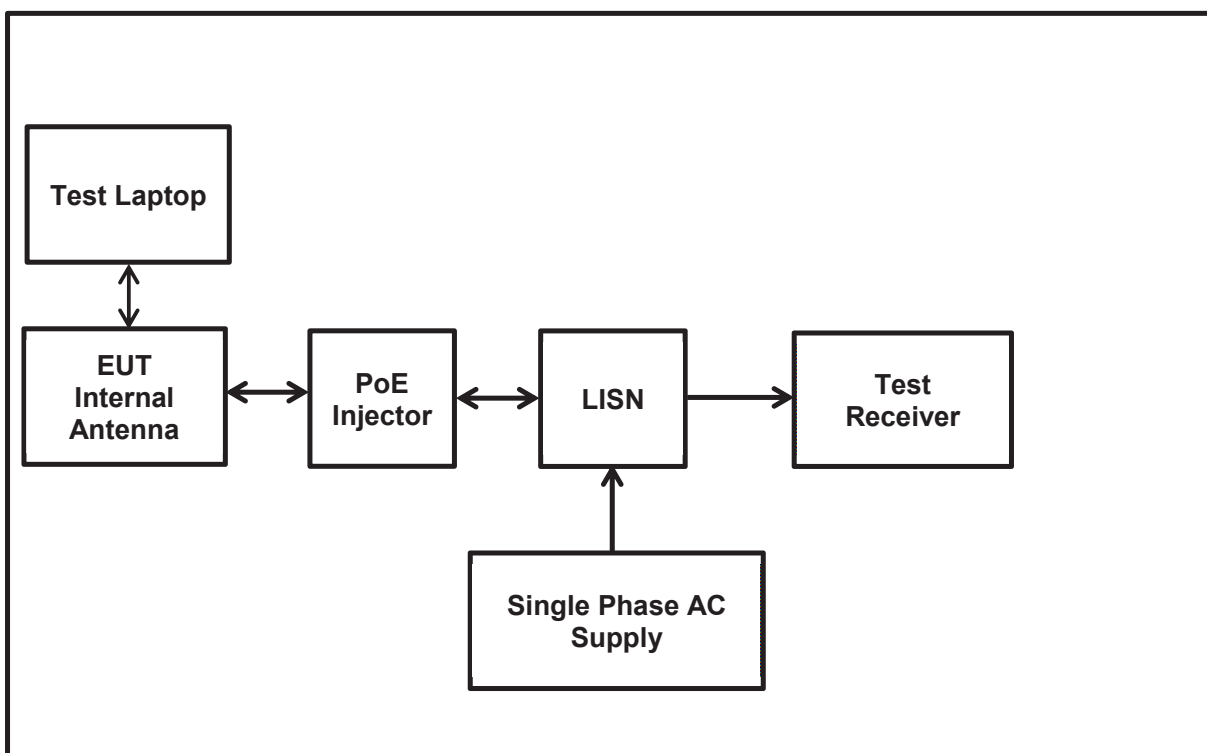 Test Laptop
EUT
Internal
Antenna
PoE
Injector
LISN
Test
Receiver
Single Phase AC
Supply